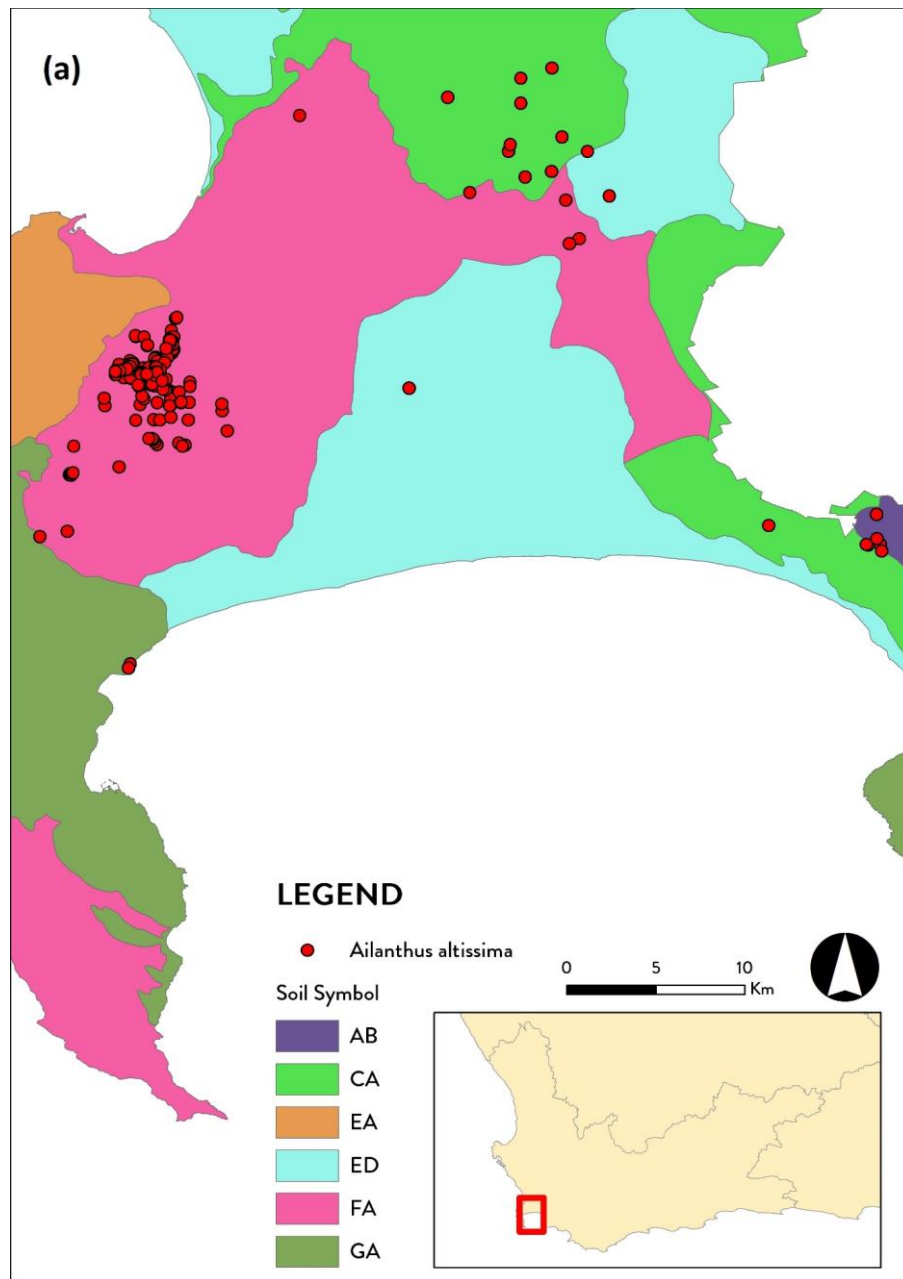 (a)
LEGEND
Ailanthus altissima
Soil Symbol
AB
CA
EA
ED
FA
GA
0 5 10
Km